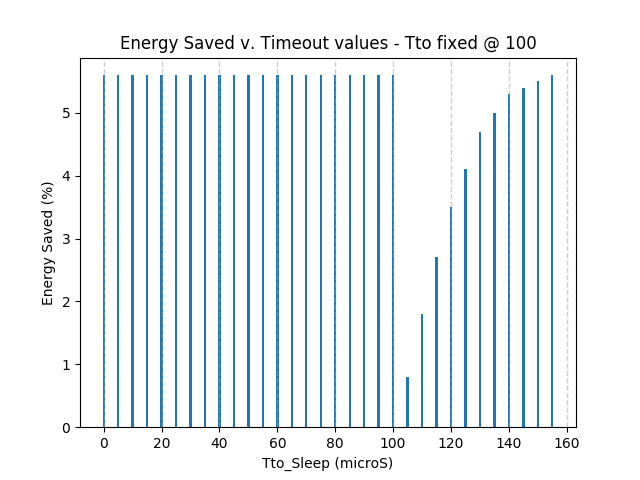 Energy Saved v. Timeout values - Tto fixed @ 100
Energy Saved (%)
5
4
3
2
1
0
0 20 40 60 80 100 120 140 160
Tto_Sleep (microS)